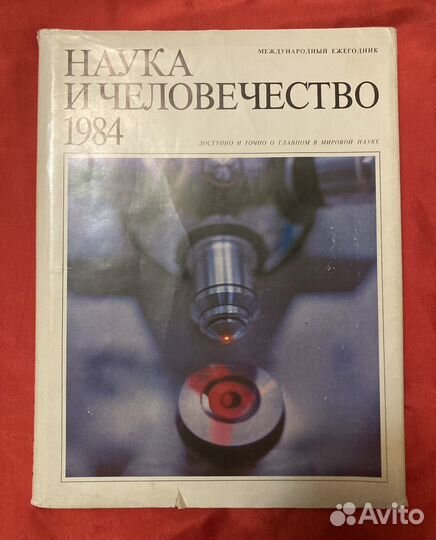 МЕЖДУНАРОДНЫЙ ЕЖЕГОДНИК
НАУКА
И ЧЕЛОВЕЧЕСТВО
1984
ДОСТУПНО И ТОЧНО О ГЛАВНОМ В МИРОВОЙ НАУКЕ
Avito